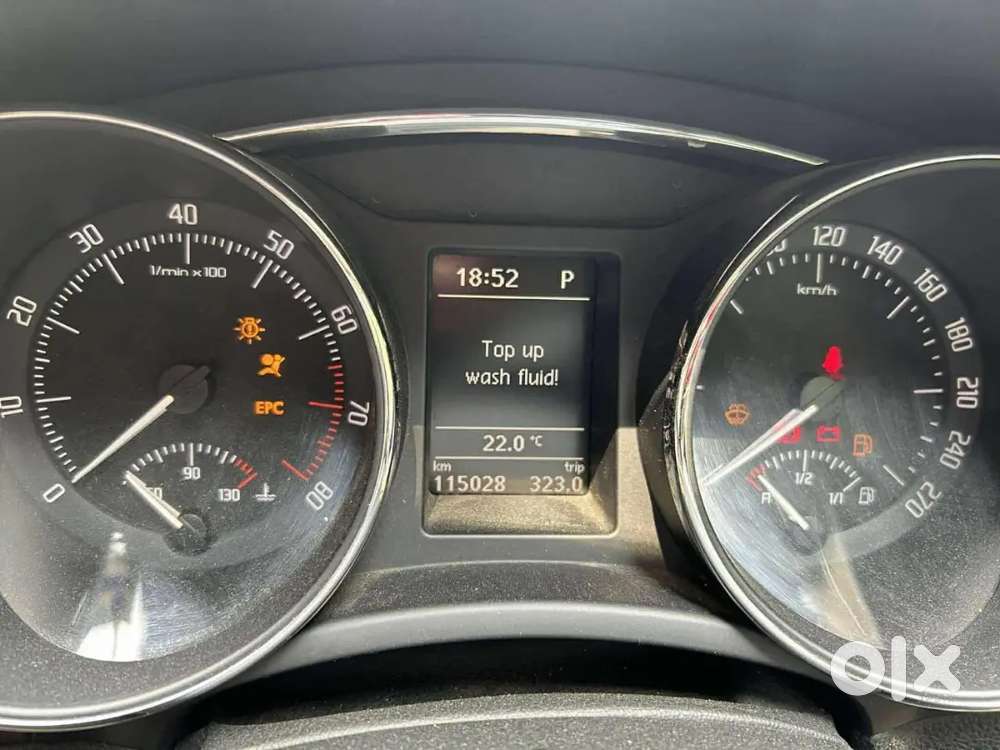 0
10
20
30
40
50
60
70
80
1/min x 100
EPC
90
130
18:52 P
Top up
wash fluid!
22.0 °C
km trip
115028 323.0
120
140
160
180
210
240
270
km/h
1/2
1/1
olx